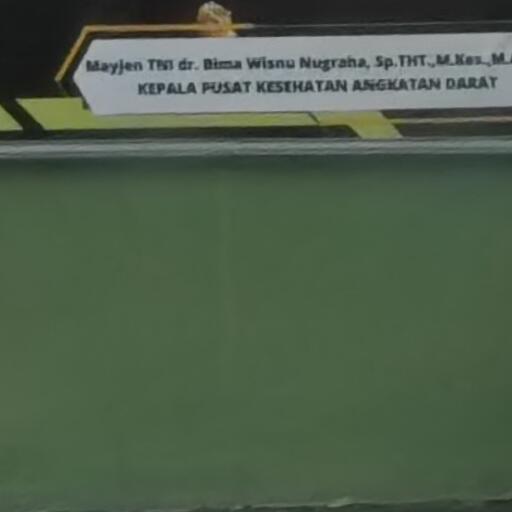 Mayjen TNI dr. Bima Wisnu Nugraha, Sp.THT.,M.Kes.,M.
KEPALA PUSAT KESEHATAN ANGKATAN DARAT